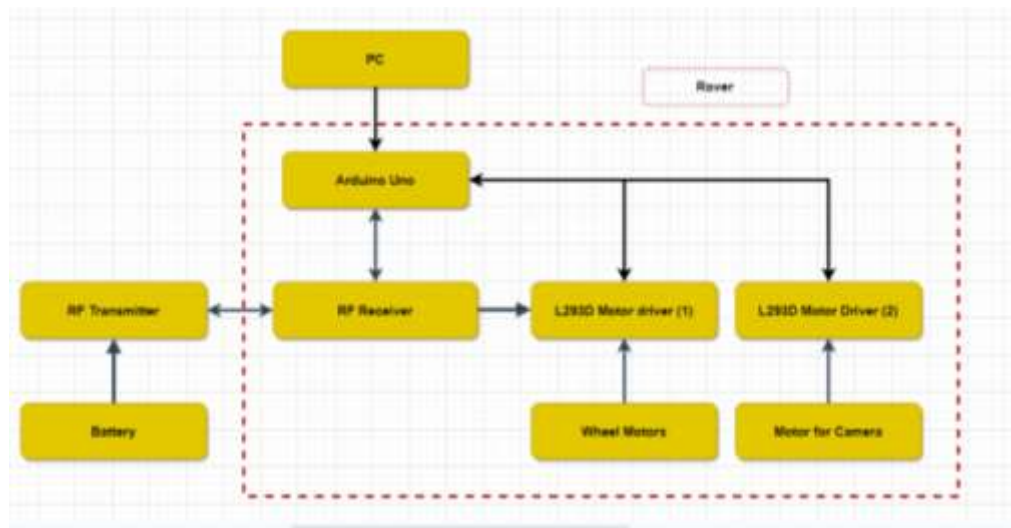 PC
Rover
Arduino Uno
RF Transmitter
RF Receiver
L293D Motor driver (1)
L293D Motor Driver (2)
Battery
Wheel Motors
Motor for Camera